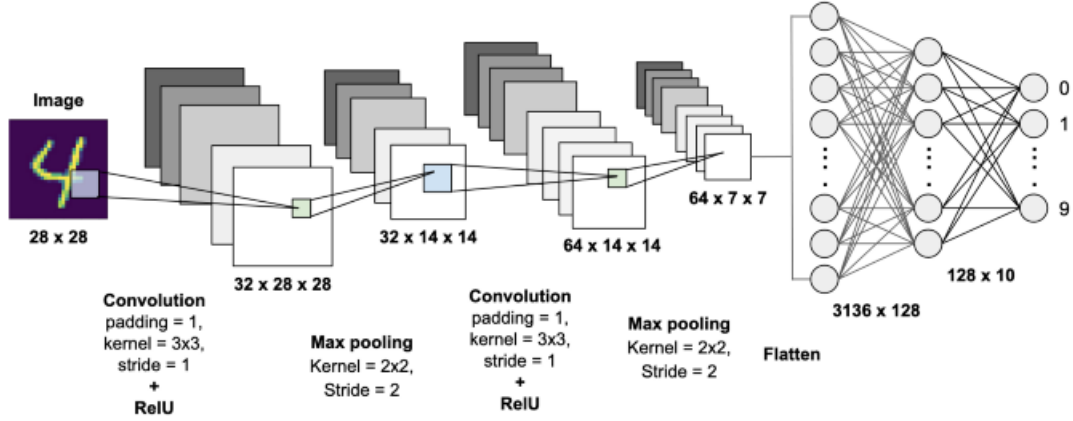 Image
28 x 28
32 x 28 x 28
Convolution
padding = 1,
kernel = 3x3,
stride = 1
+
RelU
32 x 14 x 14
Max pooling
Kernel = 2x2,
Stride = 2
64 x 14 x 14
Convolution
padding = 1,
kernel = 3x3,
stride = 1
+
RelU
64 x 7 x 7
Max pooling
Kernel = 2x2,
Stride = 2
Flatten
3136 x 128
128 x 10
0
1
9
4